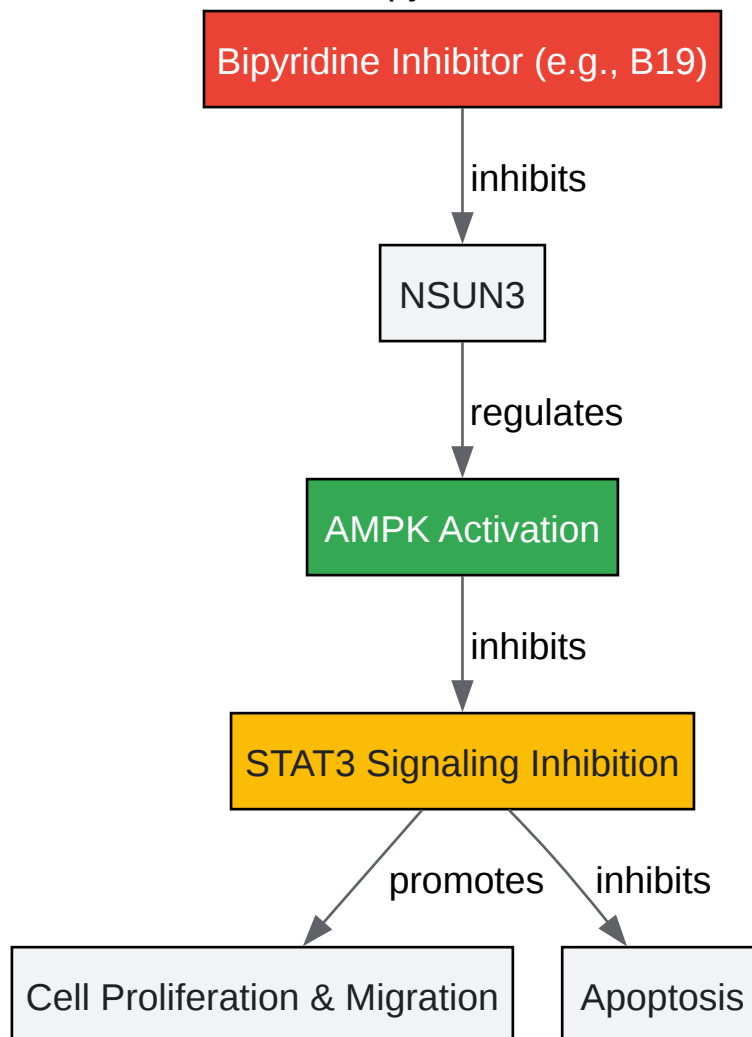 Bipyridine Inhibitor (e.g., B19)
inhibits
NSUN3
regulates
AMPK Activation
inhibits
STAT3 Signaling Inhibition
promotes inhibits
Cell Proliferation & Migration Apoptosis